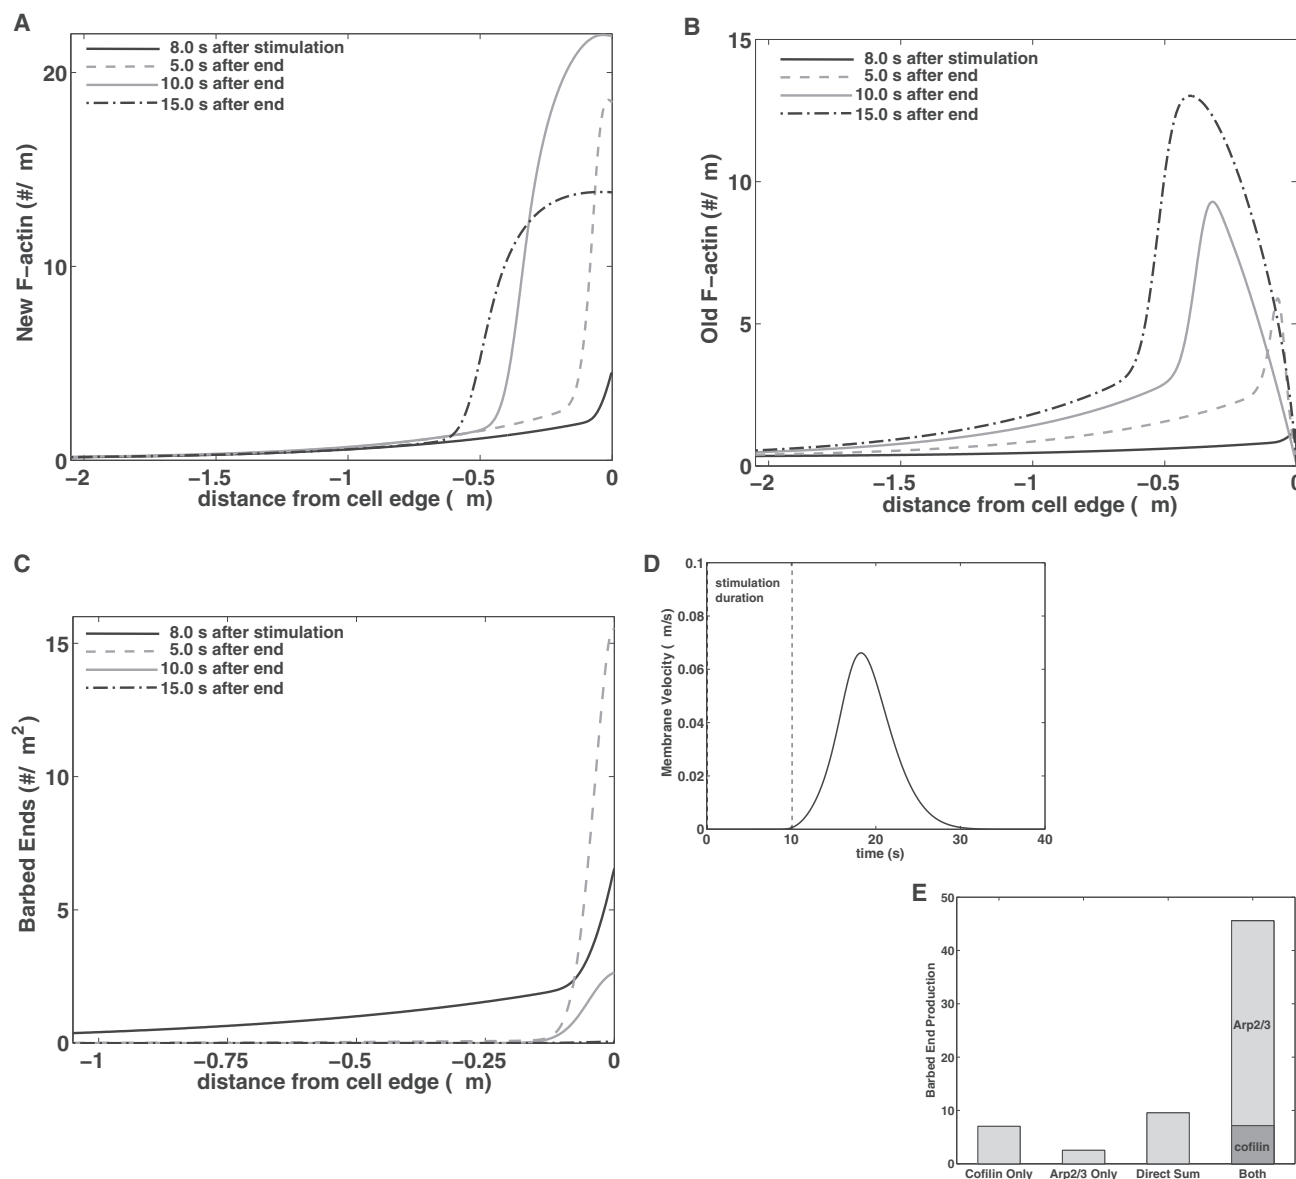 A
8.0 s after stimulation
5.0 s after end
10.0 s after end
15.0 s after end
New F-actin (#/ m)
20
10
0
−2
−1.5
−1
−0.5
0
distance from cell edge ( m)
B
8.0 s after stimulation
5.0 s after end
10.0 s after end
15.0 s after end
Old F-actin (#/ m)
15
10
5
0
−2
−1.5
−1
−0.5
0
distance from cell edge ( m)
C
8.0 s after stimulation
5.0 s after end
10.0 s after end
15.0 s after end
Barbed Ends (#/ m²)
15
10
5
0
−1
−0.75
−0.5
−0.25
0
distance from cell edge ( m)
D
stimulation
duration
Membrane Velocity ( m/s)
0.1
0.08
0.06
0.04
0.02
0
0
10
20
30
40
time (s)
E
Barbed End Production
50
40
30
20
10
0
Arp2/3
cofilin
Cofilin Only
Arp2/3 Only
Direct Sum
Both